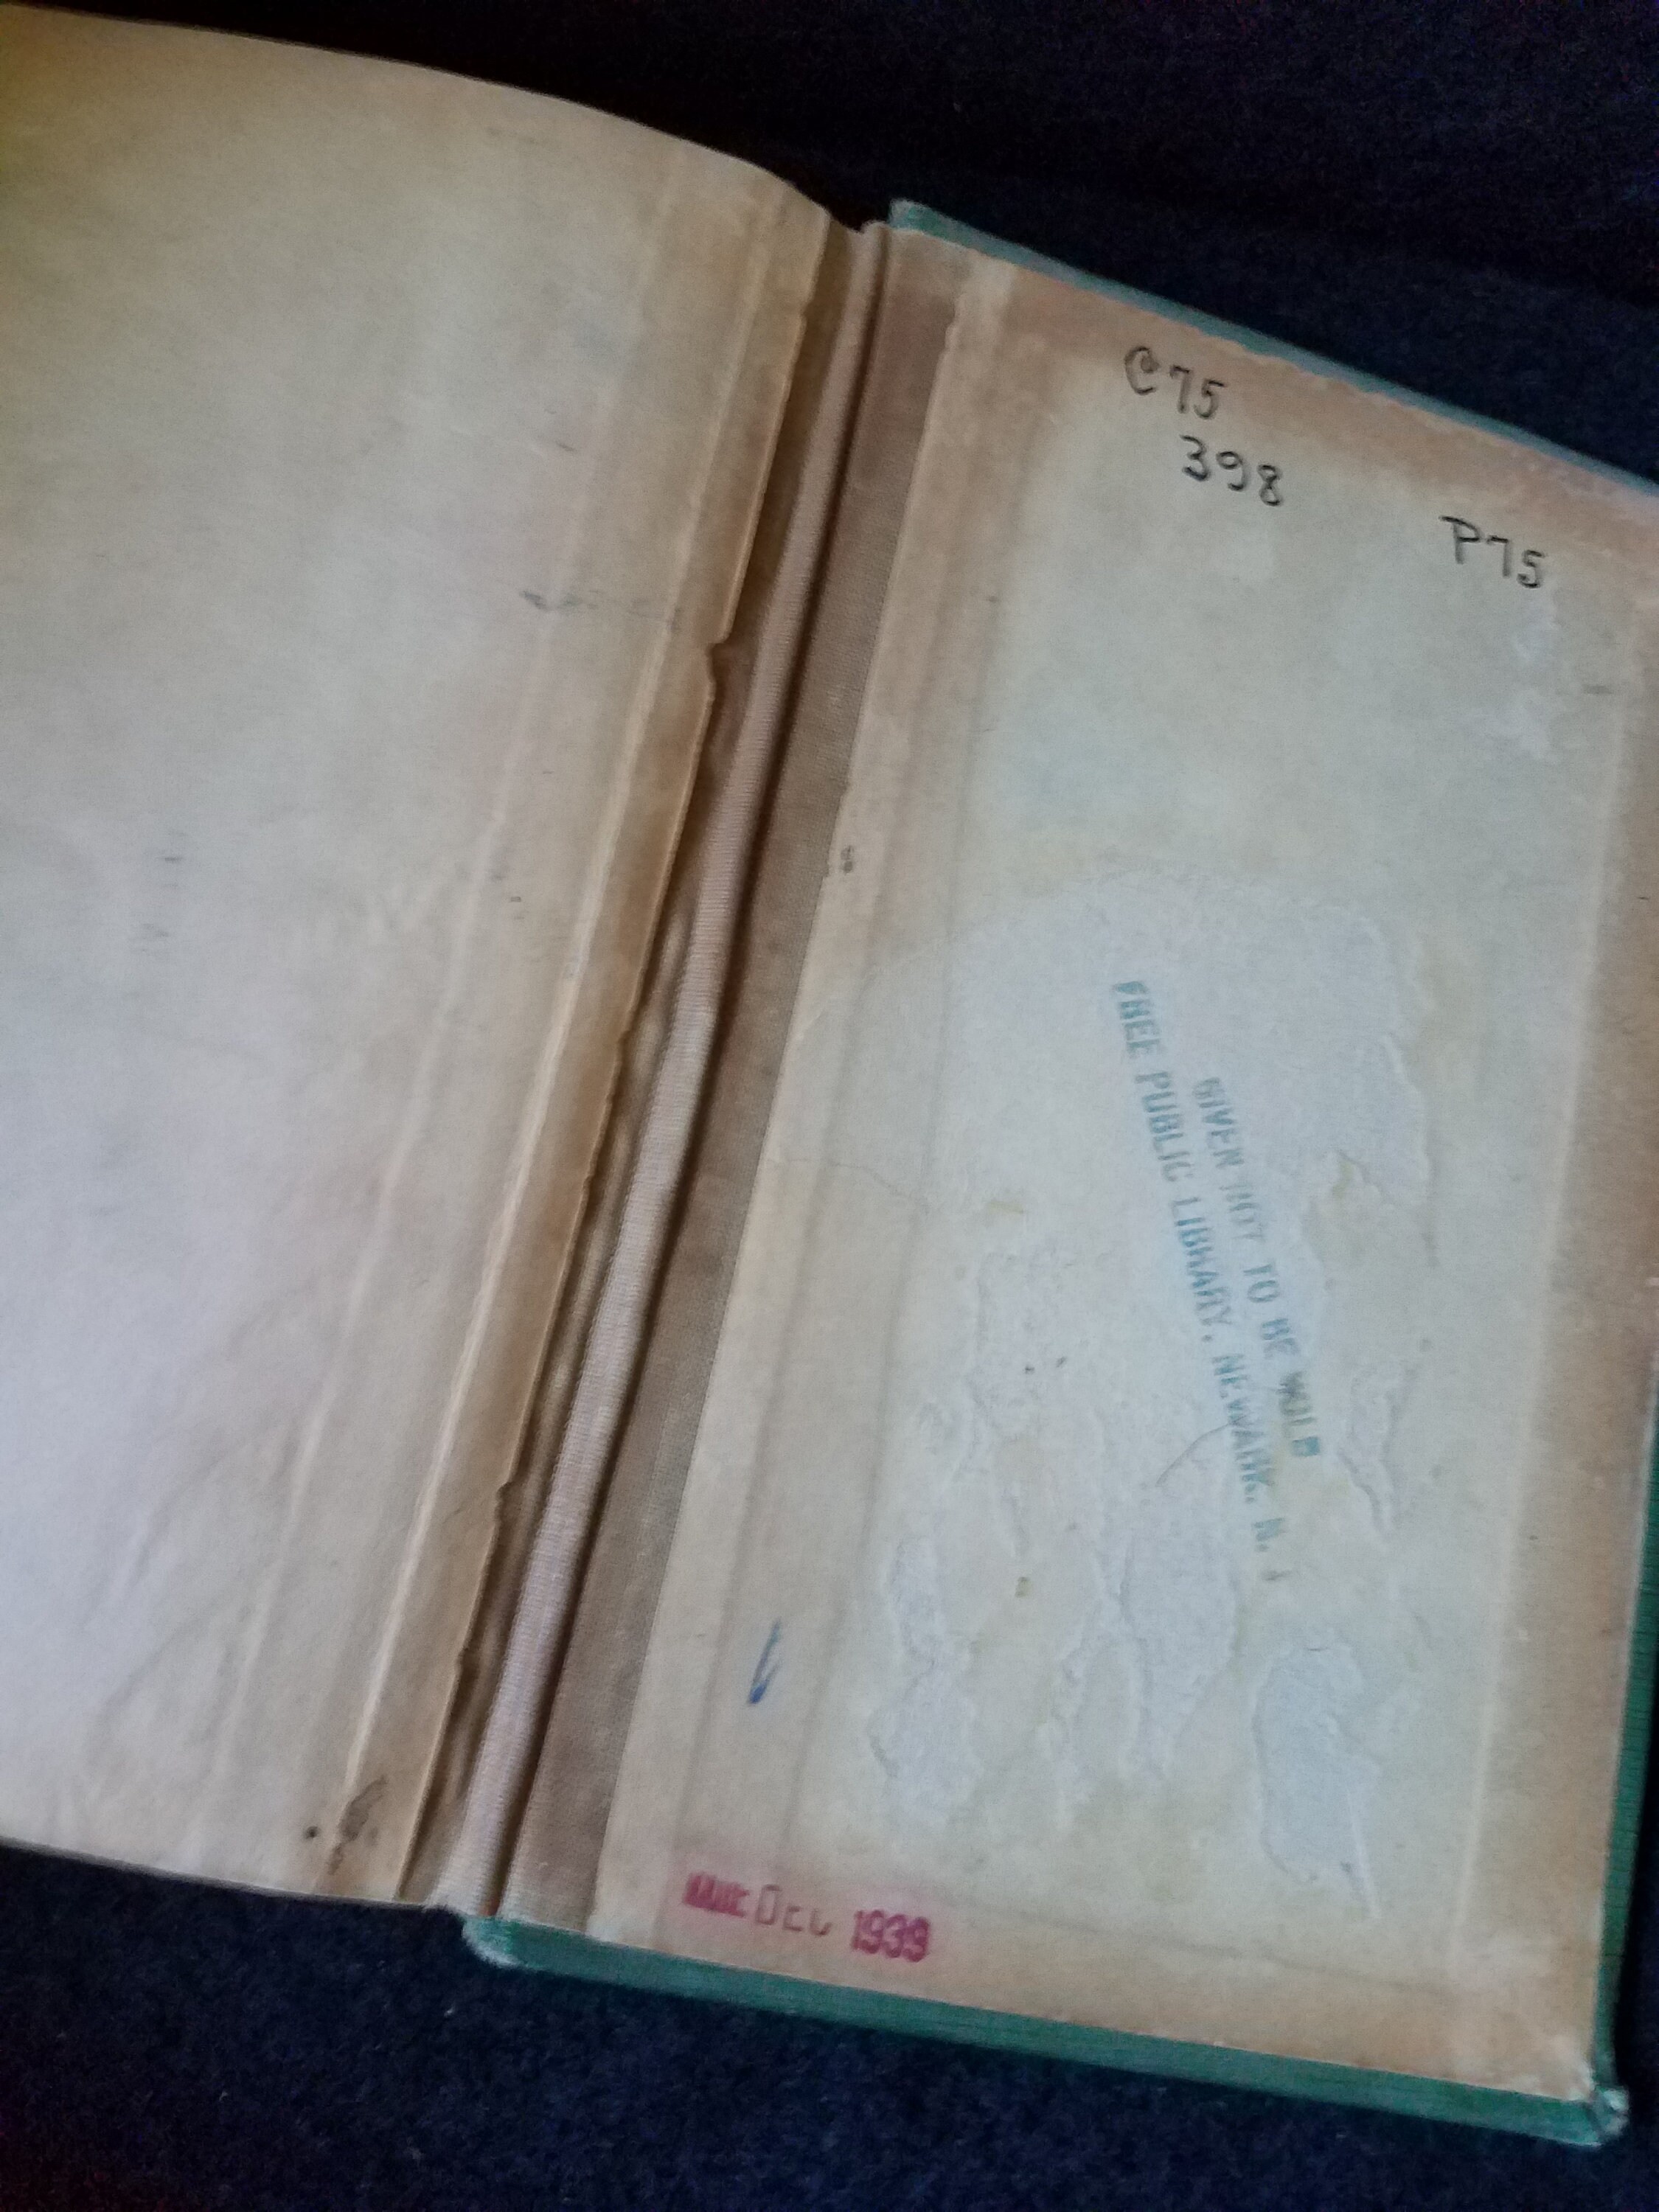 C75
398
P75
GIVEN NOT TO BE SOLD
FREE PUBLIC LIBRARY, NEWARK, N. J
DEC 1939